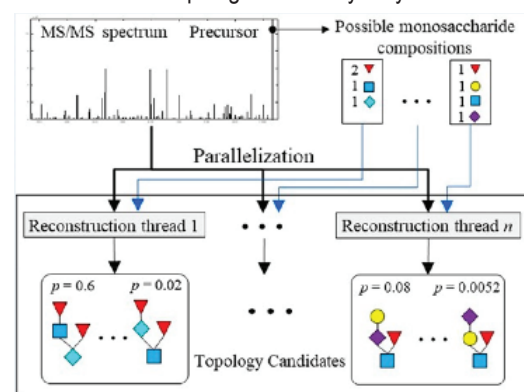 MS/MS spectrum Precursor
Possible monosaccharide
compositions
2
1
1
...
1
1
1
1
Parallelization
Reconstruction thread 1
...
Reconstruction thread n
p = 0.6 p = 0.02
...
...
p = 0.08 p = 0.0052
...
Topology Candidates